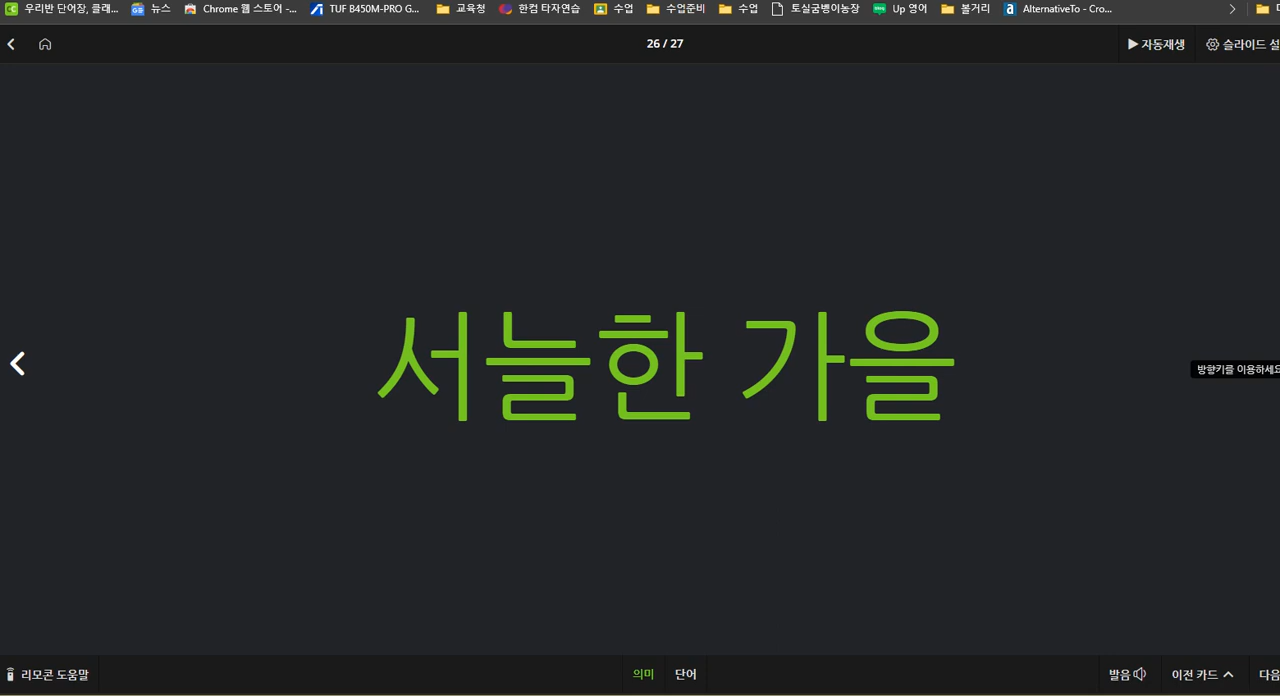 우리반 단어장, 클래... 뉴스 Chrome 웹 스토어 -... TUF B450M-PRO G... 교육청 한컴 타자연습 수업 수업준비 수업 토실굼벵이농장 Up 영어 볼거리 AlternativeTo - Cro...
26 / 27 자동재생 슬라이드 설
서늘한 가을
방향키를 이용하세요
리모콘 도움말 의미 단어 발음 이전 카드 다음